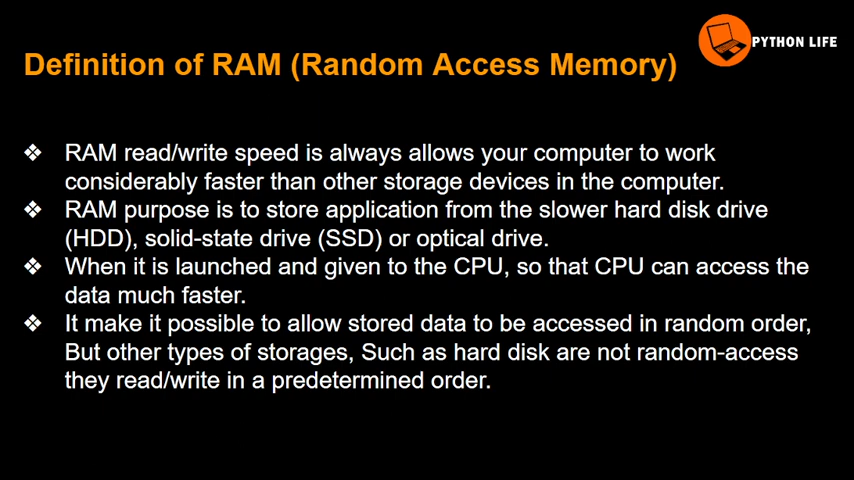 PYTHON LIFE
Definition of RAM (Random Access Memory)
❖ RAM read/write speed is always allows your computer to work
considerably faster than other storage devices in the computer.
❖ RAM purpose is to store application from the slower hard disk drive
(HDD), solid-state drive (SSD) or optical drive.
❖ When it is launched and given to the CPU, so that CPU can access the
data much faster.
❖ It make it possible to allow stored data to be accessed in random order,
But other types of storages, Such as hard disk are not random-access
they read/write in a predetermined order.